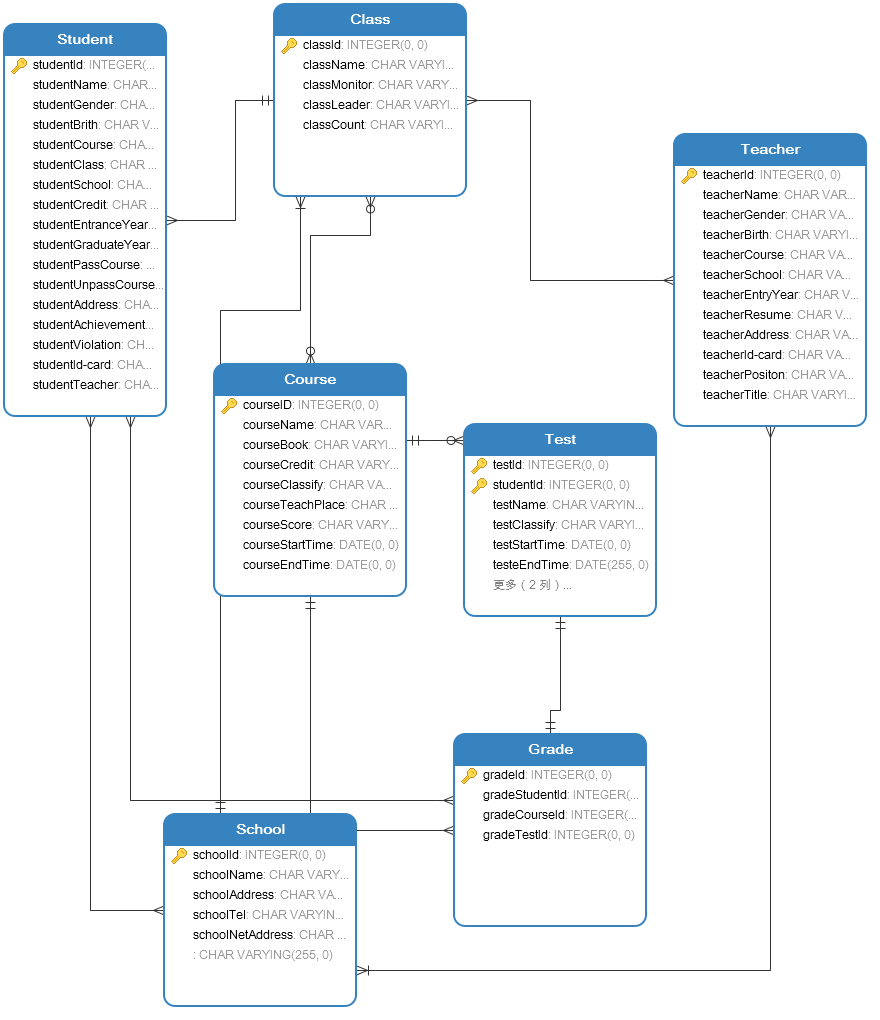 Student
studentId: INTEGER(...
studentName: CHAR...
studentGender: CHA...
studentBrith: CHAR V...
studentCourse: CHA...
studentClass: CHAR ...
studentSchool: CHA...
studentCredit: CHAR ...
studentEntranceYear...
studentGraduateYear...
studentPassCourse: ...
studentUnpassCourse...
studentAddress: CHA...
studentAchievement...
studentViolation: CH...
studentId-card: CHA...
studentTeacher: CHA...
Class
classId: INTEGER(0, 0)
className: CHAR VARYI...
classMonitor: CHAR VARY...
classLeader: CHAR VARYI...
classCount: CHAR VARYI...
Teacher
teacherId: INTEGER(0, 0)
teacherName: CHAR VAR...
teacherGender: CHAR VA...
teacherBirth: CHAR VARYI...
teacherCourse: CHAR VA...
teacherSchool: CHAR VA...
teacherEntryYear: CHAR V...
teacherResume: CHAR V...
teacherAddress: CHAR VA...
teacherId-card: CHAR VA...
teacherPositon: CHAR VA...
teacherTitle: CHAR VARYI...
Course
courseID: INTEGER(0, 0)
courseName: CHAR VAR...
courseBook: CHAR VARYI...
courseCredit: CHAR VARY...
courseClassify: CHAR VA...
courseTeachPlace: CHAR ...
courseScore: CHAR VARY...
courseStartTime: DATE(0, 0)
courseEndTime: DATE(0, 0)
Test
testId: INTEGER(0, 0)
studentId: INTEGER(0, 0)
testName: CHAR VARYIN...
testClassify: CHAR VARYI...
testStartTime: DATE(0, 0)
testeEndTime: DATE(255, 0)
更多（2 列）...
Grade
gradeId: INTEGER(0, 0)
gradeStudentId: INTEGER(...
gradeCourseId: INTEGER(...
gradeTestId: INTEGER(0, 0)
School
schoolId: INTEGER(0, 0)
schoolName: CHAR VARY...
schoolAddress: CHAR VA...
schoolTel: CHAR VARYIN...
schoolNetAddress: CHAR ...
: CHAR VARYING(255, 0)